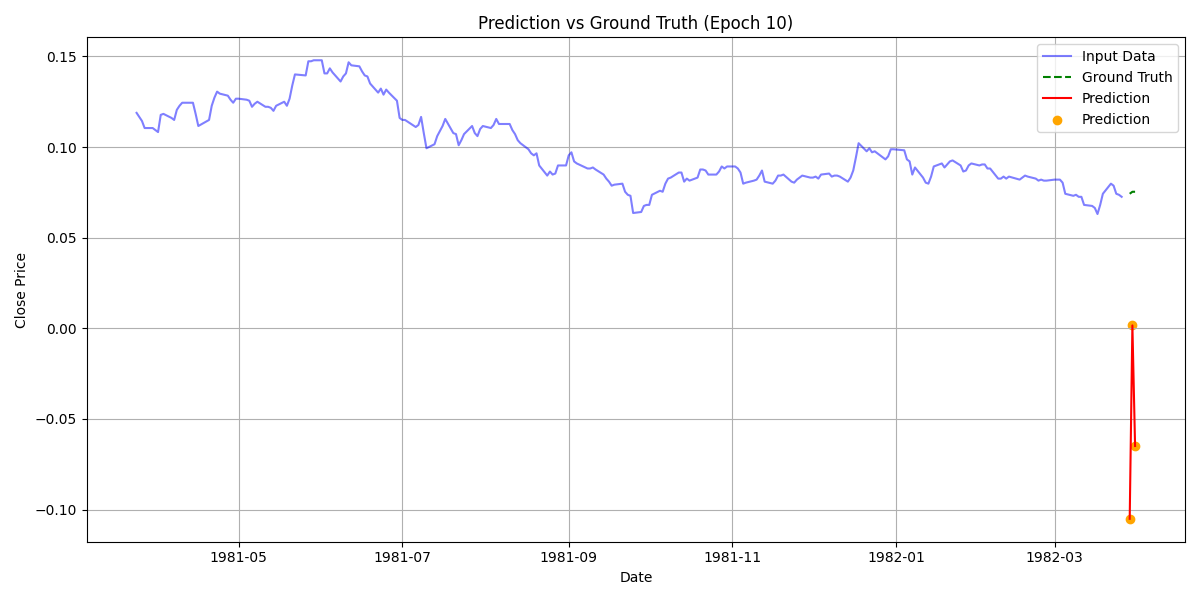 Prediction vs Ground Truth (Epoch 10)
Input Data
Ground Truth
Prediction
Prediction
Close Price
0.15
0.10
0.05
0.00
−0.05
−0.10
1981-05 1981-07 1981-09 1981-11 1982-01 1982-03
Date